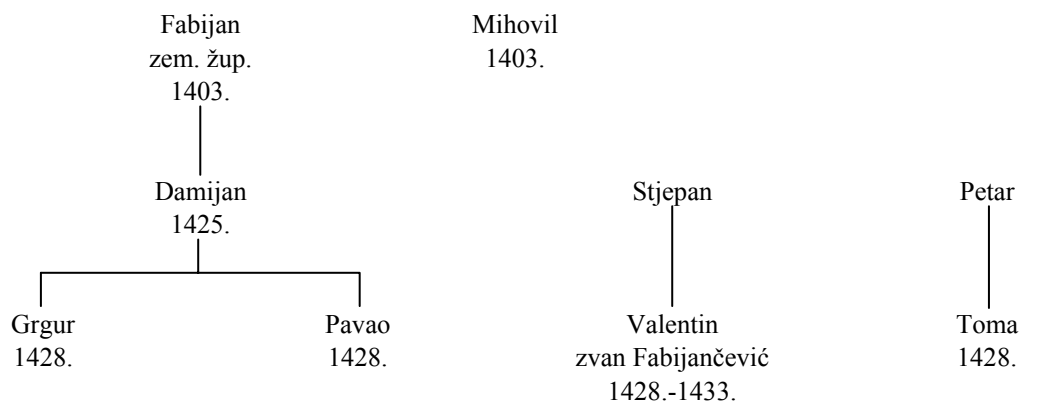 Fabijan
zem. žup.
1403.
Mihovil
1403.
Damijan
1425.
Stjepan
Petar
Grgur
1428.
Pavao
1428.
Valentin
zvan Fabijančević
1428.-1433.
Toma
1428.